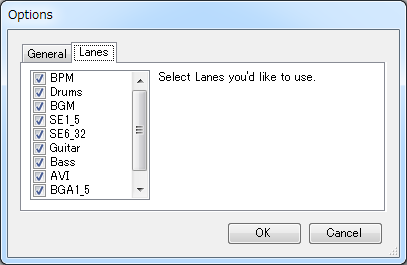 Options
General Lanes
BPM
Select Lanes you'd like to use.
Drums
BGM
SE1_5
SE6_32
Guitar
Bass
AVI
BGA1_5
OK Cancel